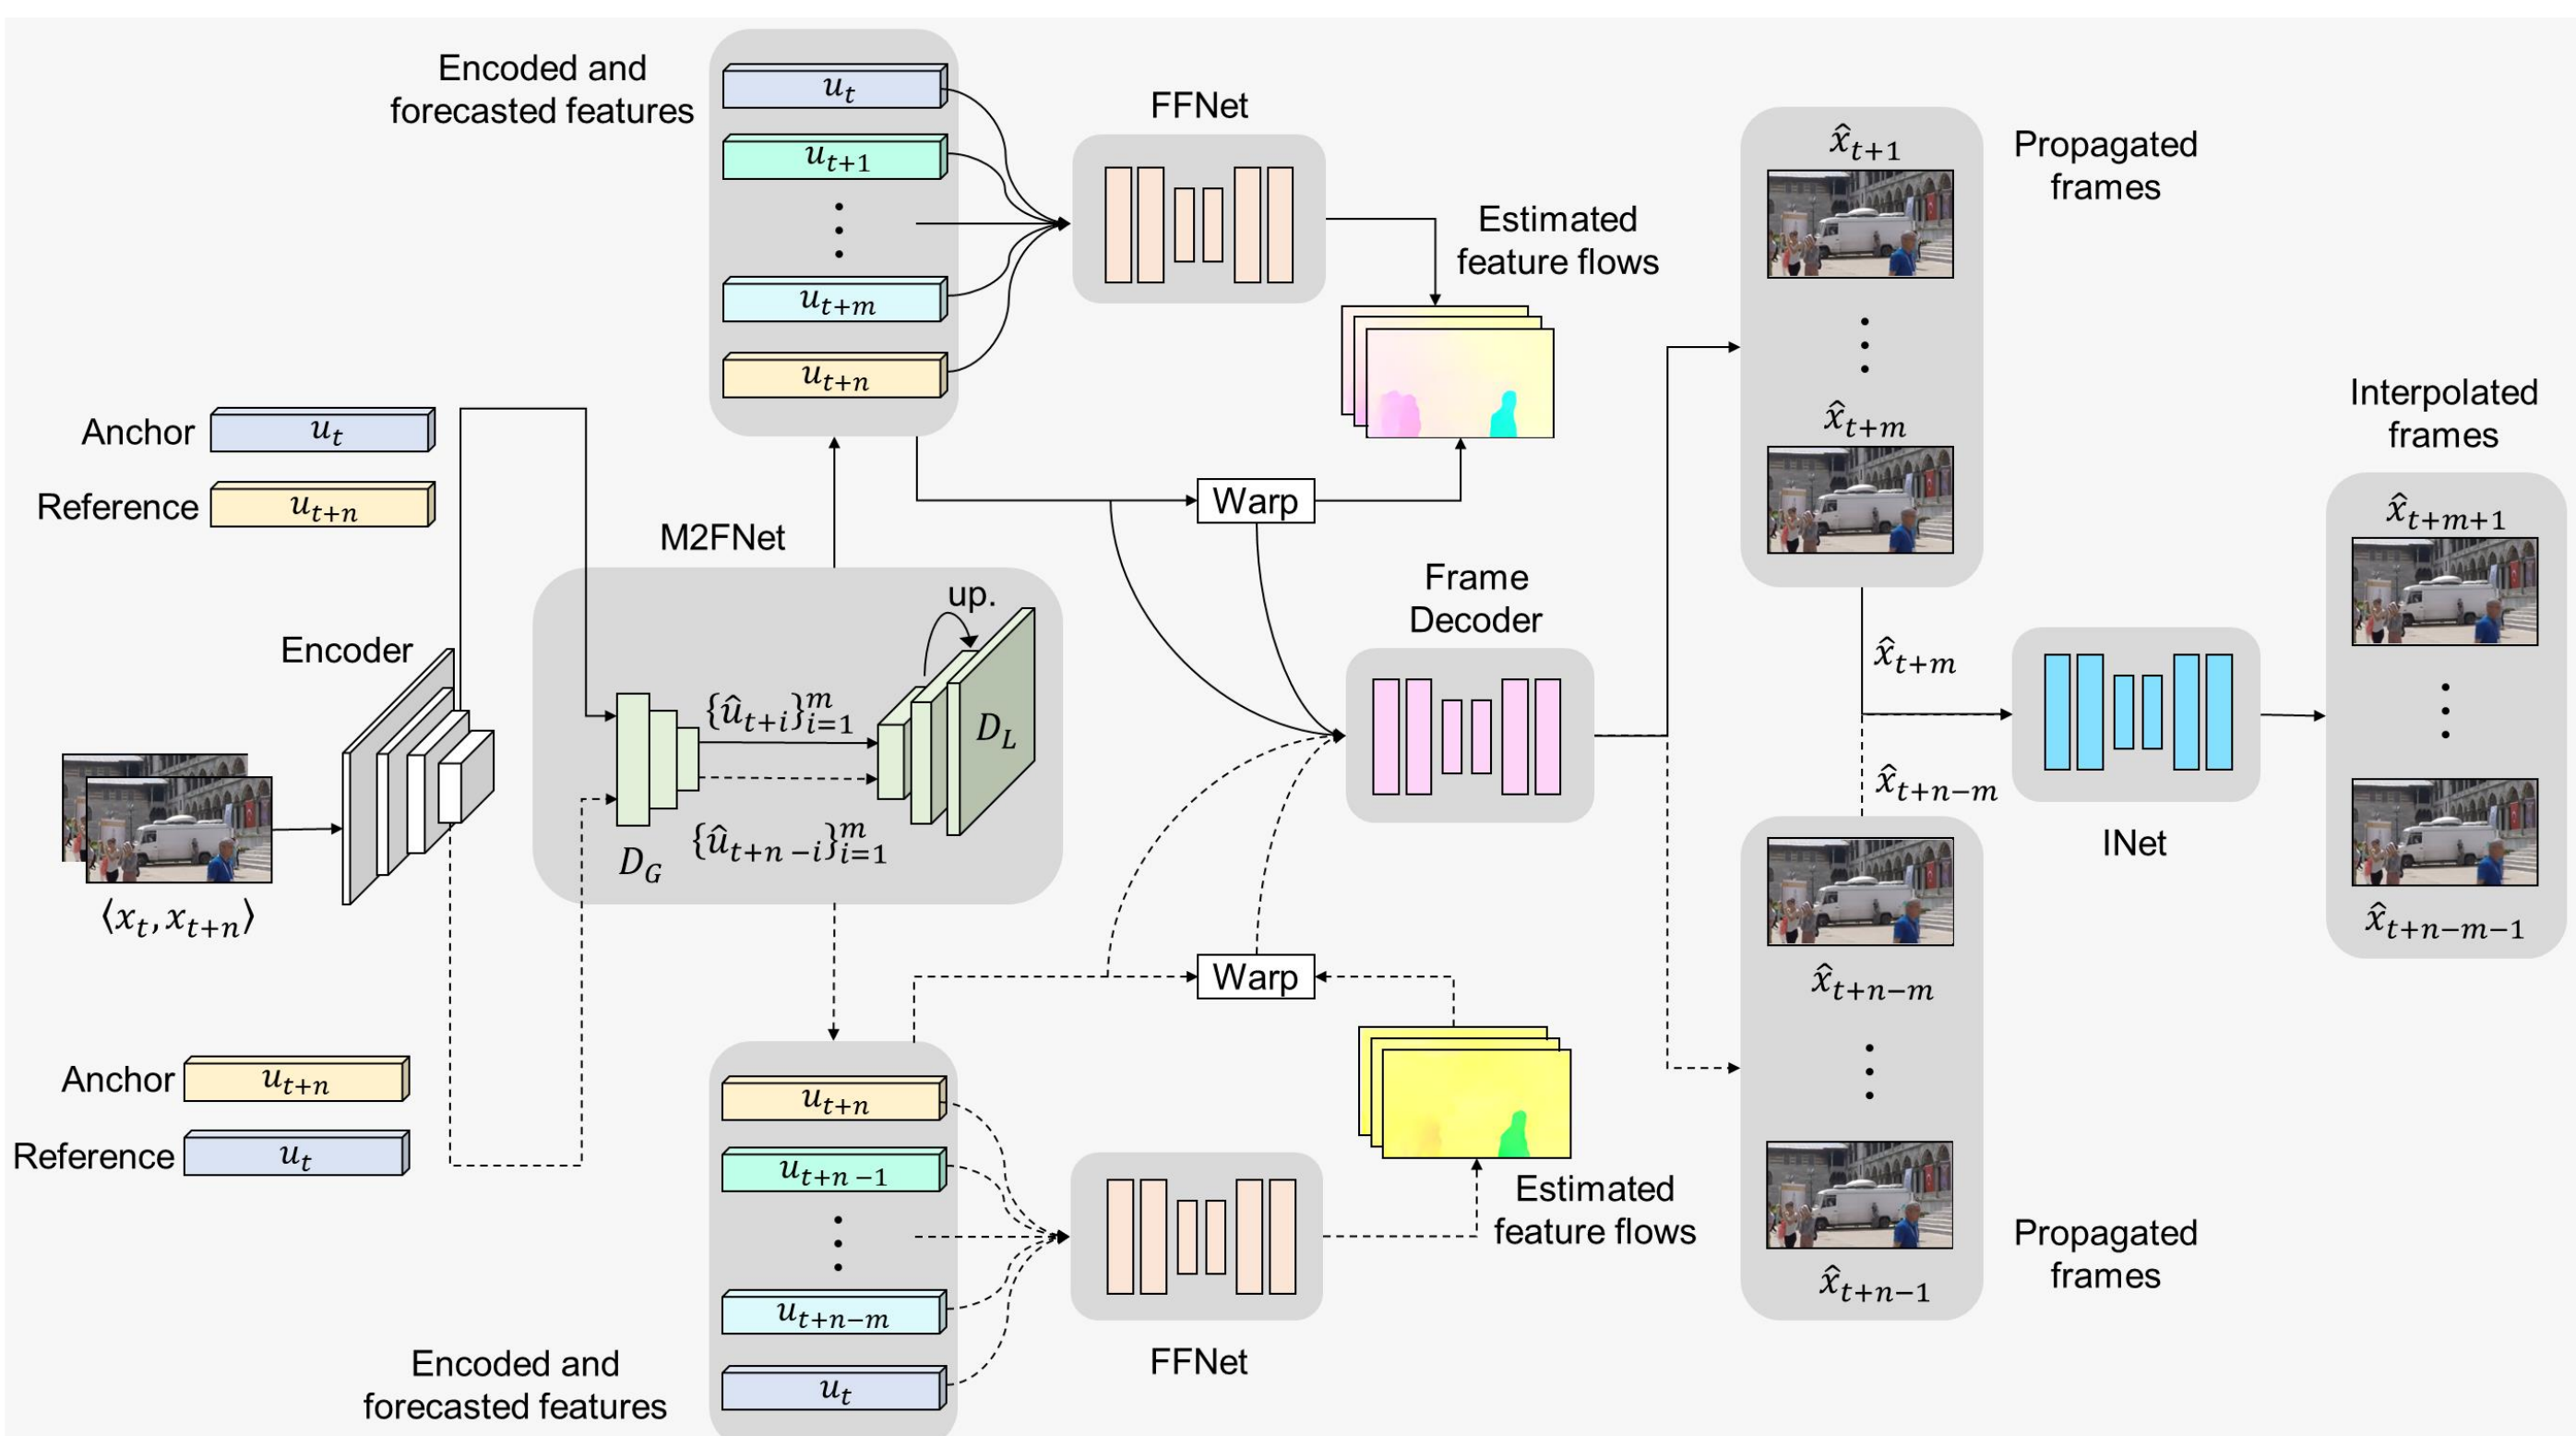 Encoded and
forecasted features
u_t
u_{t+1}
u_{t+m}
u_{t+n}
FFNet
Estimated
feature flows
Anchor
u_t
Reference
u_{t+n}
M2FNet
Warp
Encoder
up.
{û_{t+i}}_{i=1}^m
{û_{t+n−i}}_{i=1}^m
D_G
D_L
⟨x_t, x_{t+n}⟩
Frame
Decoder
x̂_{t+1}
x̂_{t+m}
Propagated
frames
x̂_{t+m}
x̂_{t+n−m}
INet
Interpolated
frames
x̂_{t+m+1}
x̂_{t+n−m−1}
Anchor
u_{t+n}
Reference
u_t
Warp
u_{t+n}
u_{t+n−1}
u_{t+n−m}
u_t
Encoded and
forecasted features
FFNet
Estimated
feature flows
x̂_{t+n−m}
x̂_{t+n−1}
Propagated
frames